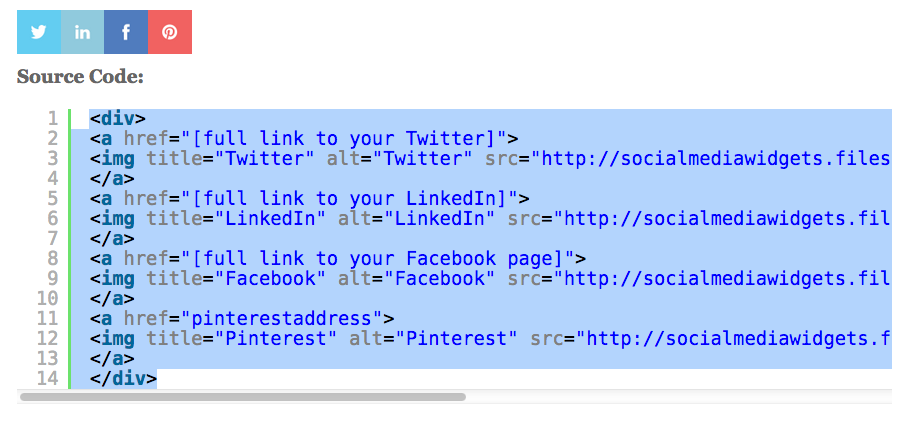 in f
Source Code:
1 <div>
2 <a href="[full link to your Twitter]">
3 <img title="Twitter" alt="Twitter" src="http://socialmediawidgets.files
4 </a>
5 <a href="[full link to your LinkedIn]">
6 <img title="LinkedIn" alt="LinkedIn" src="http://socialmediawidgets.fil
7 </a>
8 <a href="[full link to your Facebook page]">
9 <img title="Facebook" alt="Facebook" src="http://socialmediawidgets.fil
10 </a>
11 <a href="pinterestaddress">
12 <img title="Pinterest" alt="Pinterest" src="http://socialmediawidgets.f
13 </a>
14 </div>